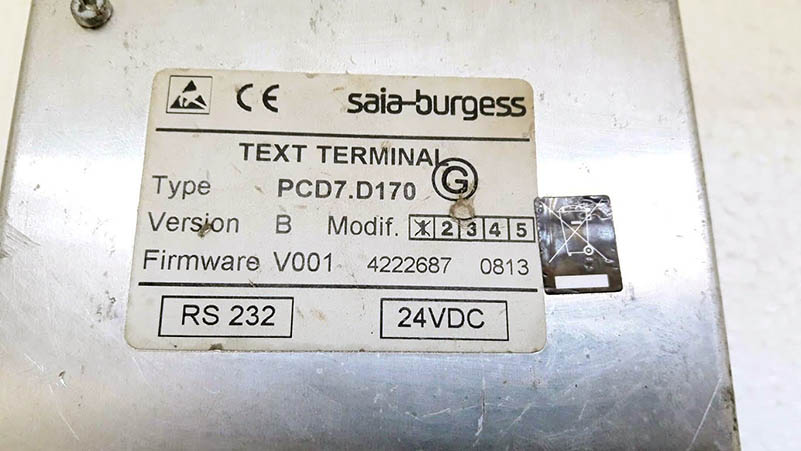 CE saia-burgess
TEXT TERMINAL G
Type PCD7.D170
Version B Modif. 1 2 3 4 5
Firmware V001 4222687 0813
RS 232 24VDC